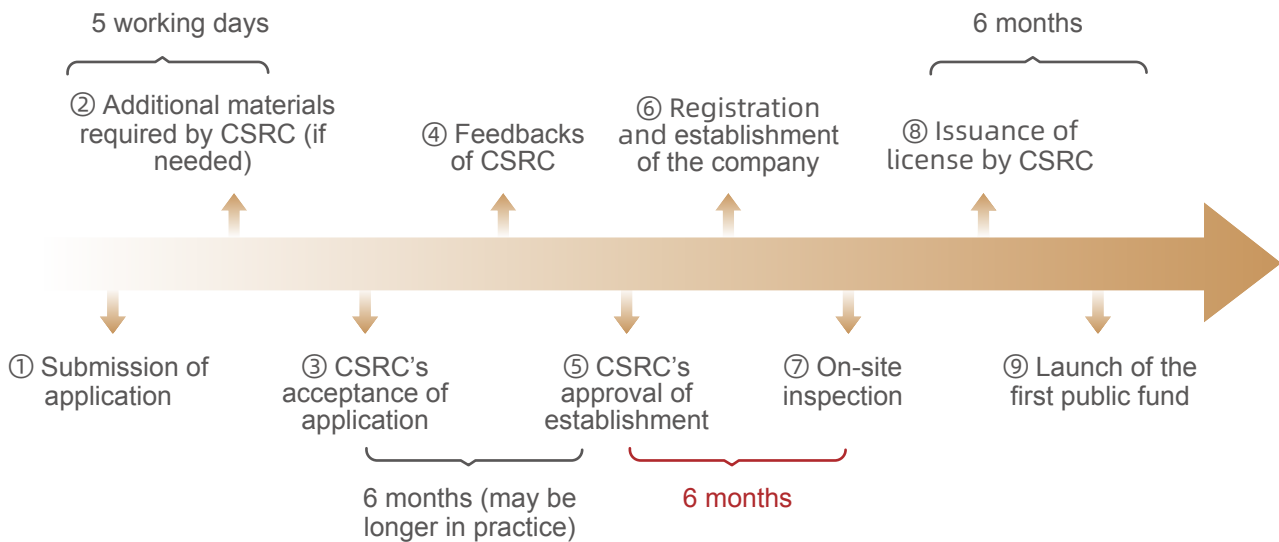 5 working days
6 months
② Additional materials
required by CSRC (if
needed)
④ Feedbacks
of CSRC
⑥ Registration
and establishment
of the company
⑧ Issuance of
license by CSRC
① Submission of
application
③ CSRC’s
acceptance of
application
⑤ CSRC’s
approval of
establishment
⑦ On-site
inspection
⑨ Launch of the
first public fund
6 months (may be
longer in practice)
6 months